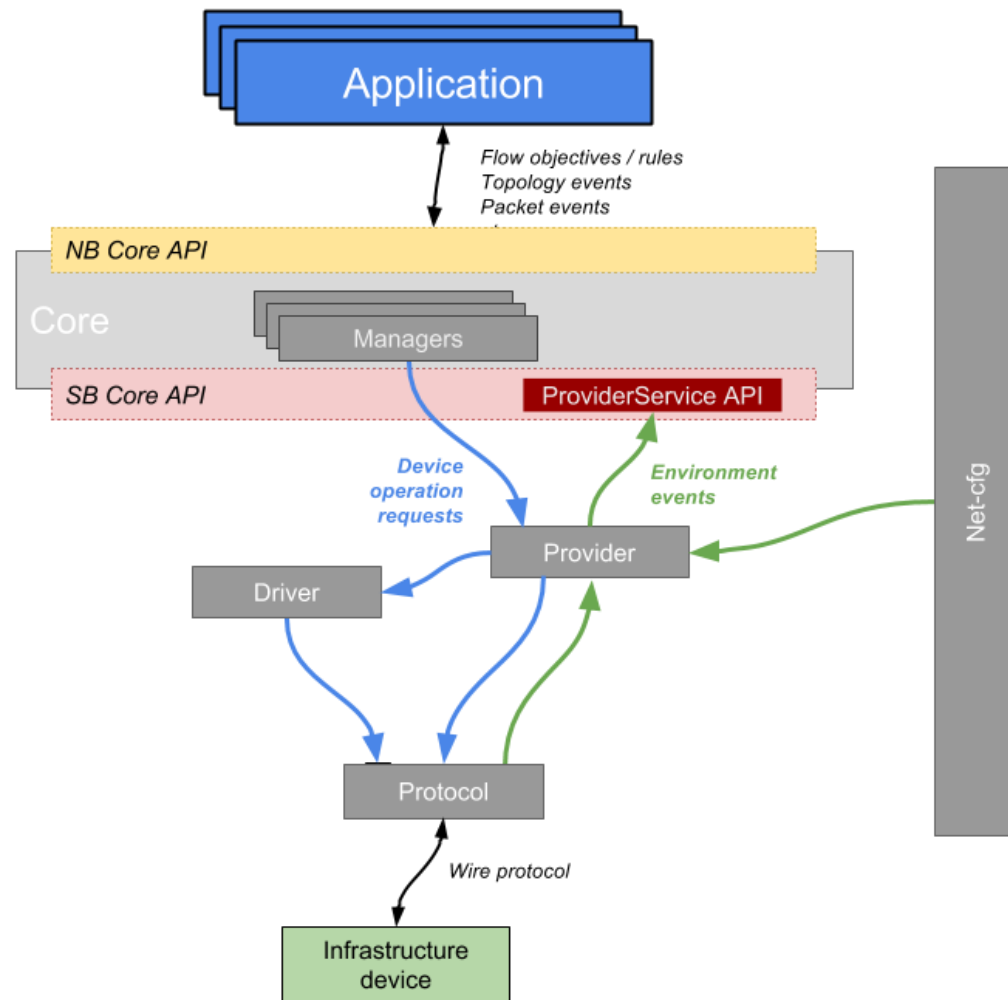 Application
Flow objectives / rules
Topology events
Packet events
NB Core API
Core
Managers
SB Core API
ProviderService API
Device
operation
requests
Environment
events
Net-cfg
Provider
Driver
Protocol
Wire protocol
Infrastructure
device